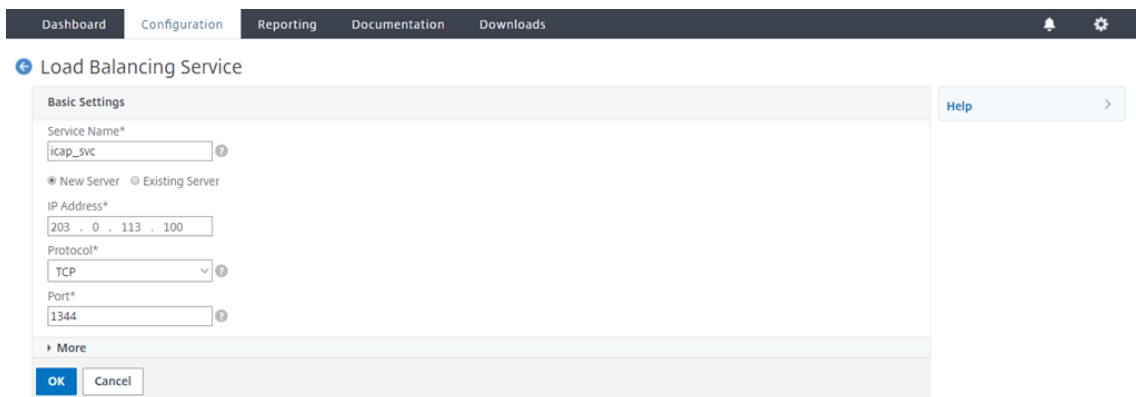 Dashboard Configuration Reporting Documentation Downloads
Load Balancing Service
Basic Settings
Help
Service Name*
icap_svc
New Server Existing Server
IP Address*
203 . 0 . 113 . 100
Protocol*
TCP
Port*
1344
More
OK Cancel